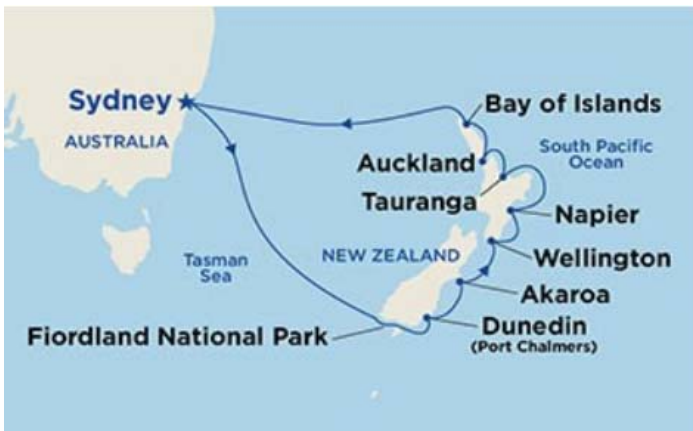 Sydney
AUSTRALIA
Bay of Islands
South Pacific
Ocean
Auckland
Tauranga
Napier
Tasman
Sea
NEW ZEALAND
Wellington
Akaroa
Fiordland National Park
Dunedin
(Port Chalmers)